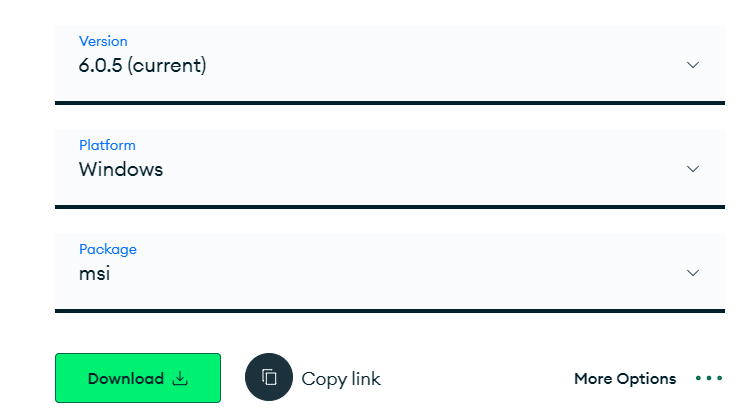 Version
6.0.5 (current)
Platform
Windows
Package
msi
Download
Copy link
More Options